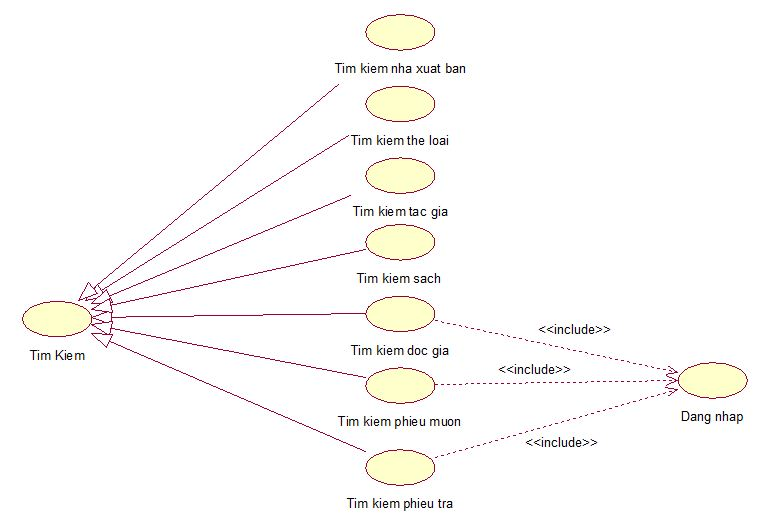 Tim kiem nha xuat ban
Tim kiem the loai
Tim kiem tac gia
Tim kiem sach
Tim Kiem
Tim kiem doc gia
<<include>>
<<include>>
Tim kiem phieu muon
Dang nhap
<<include>>
Tim kiem phieu tra